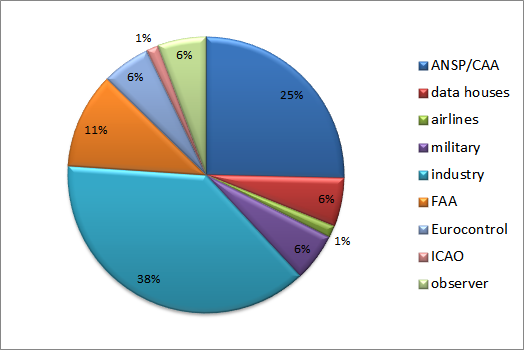 1%
6%
6%
25%
11%
6%
1%
6%
38%
ANSP/CAA
data houses
airlines
military
industry
FAA
Eurocontrol
ICAO
observer